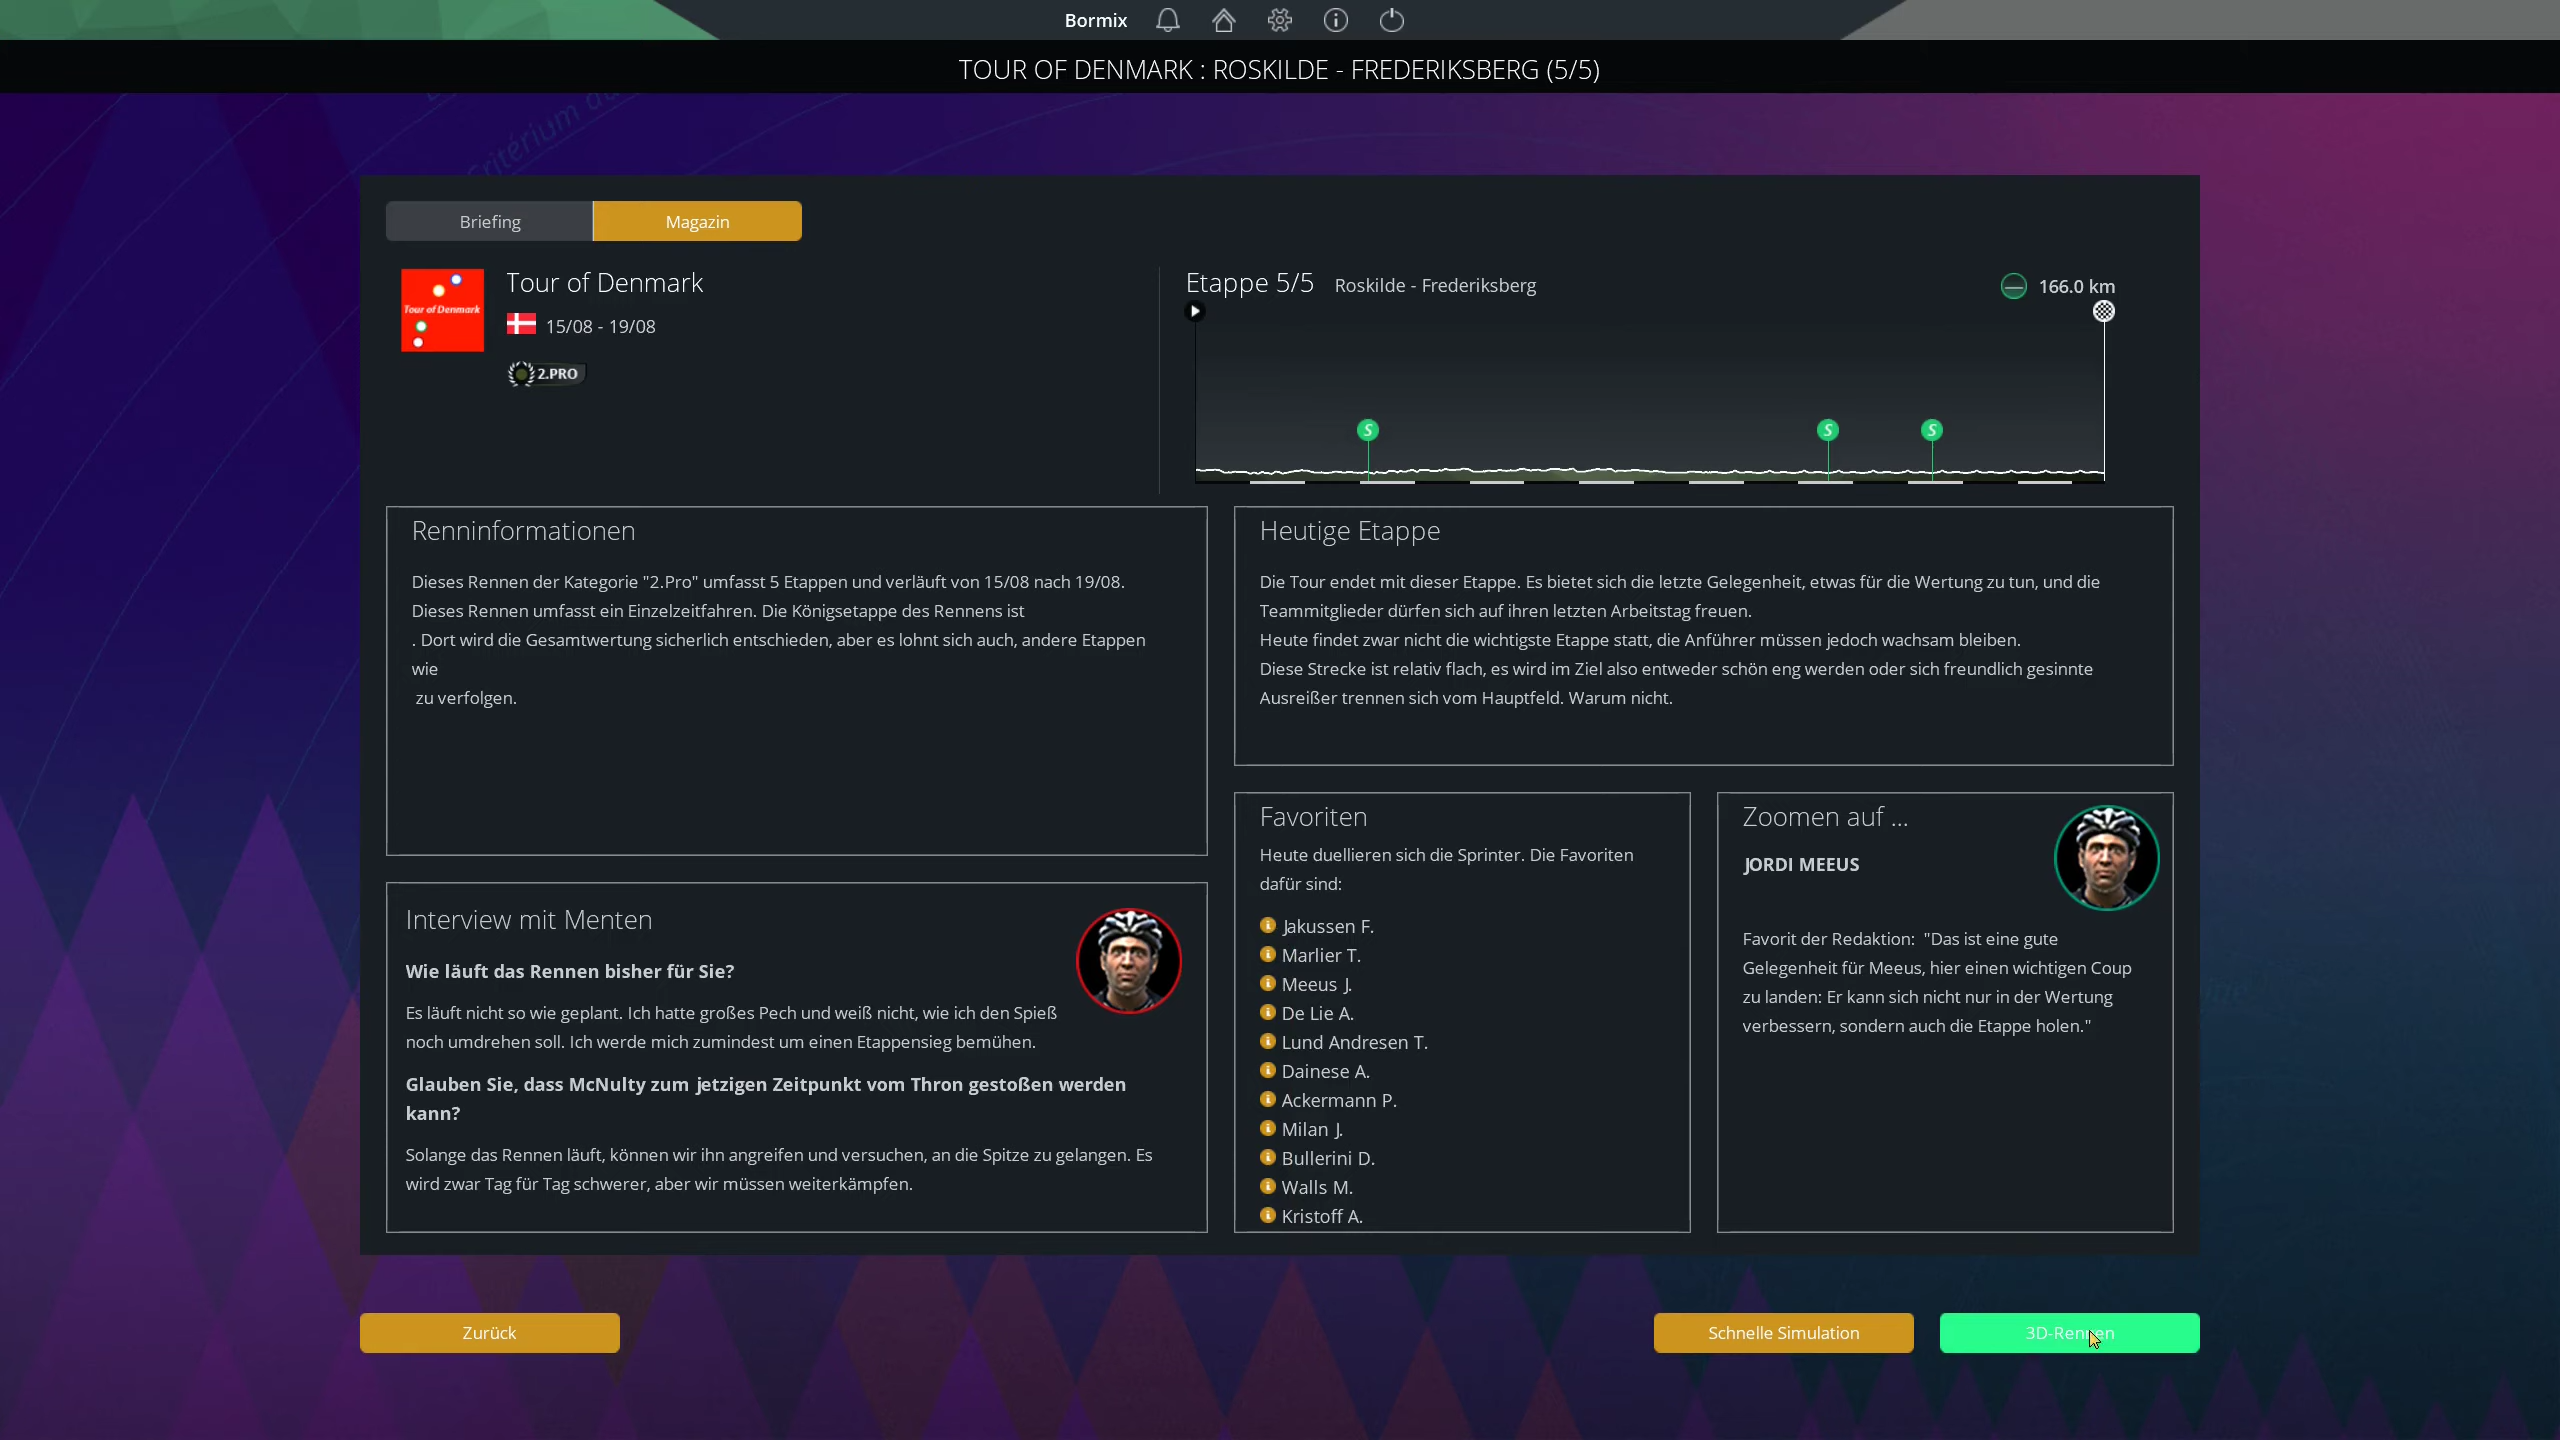 Bormix
TOUR OF DENMARK : ROSKILDE - FREDERIKSBERG (5/5)
Briefing
Magazin
Tour of Denmark
Tour of Denmark
15/08 - 19/08
2.PRO
Etappe 5/5
Roskilde - Frederiksberg
166.0 km
S
S
S
Renninformationen
Dieses Rennen der Kategorie "2.Pro" umfasst 5 Etappen und verläuft von 15/08 nach 19/08.
Dieses Rennen umfasst ein Einzelzeitfahren. Die Königsetappe des Rennens ist
. Dort wird die Gesamtwertung sicherlich entschieden, aber es lohnt sich auch, andere Etappen
wie
zu verfolgen.
Heutige Etappe
Die Tour endet mit dieser Etappe. Es bietet sich die letzte Gelegenheit, etwas für die Wertung zu tun, und die
Teammitglieder dürfen sich auf ihren letzten Arbeitstag freuen.
Heute findet zwar nicht die wichtigste Etappe statt, die Anführer müssen jedoch wachsam bleiben.
Diese Strecke ist relativ flach, es wird im Ziel also entweder schön eng werden oder sich freundlich gesinnte
Ausreißer trennen sich vom Hauptfeld. Warum nicht.
Interview mit Menten
Wie läuft das Rennen bisher für Sie?
Es läuft nicht so wie geplant. Ich hatte großes Pech und weiß nicht, wie ich den Spieß
noch umdrehen soll. Ich werde mich zumindest um einen Etappensieg bemühen.
Glauben Sie, dass McNulty zum jetzigen Zeitpunkt vom Thron gestoßen werden
kann?
Solange das Rennen läuft, können wir ihn angreifen und versuchen, an die Spitze zu gelangen. Es
wird zwar Tag für Tag schwerer, aber wir müssen weiterkämpfen.
Favoriten
Heute duellieren sich die Sprinter. Die Favoriten
dafür sind:
Jakussen F.
Marlier T.
Meeus J.
De Lie A.
Lund Andresen T.
Dainese A.
Ackermann P.
Milan J.
Bullerini D.
Walls M.
Kristoff A.
Zoomen auf ...
JORDI MEEUS
Favorit der Redaktion: "Das ist eine gute
Gelegenheit für Meeus, hier einen wichtigen Coup
zu landen: Er kann sich nicht nur in der Wertung
verbessern, sondern auch die Etappe holen."
Zurück
Schnelle Simulation
3D-Rennen